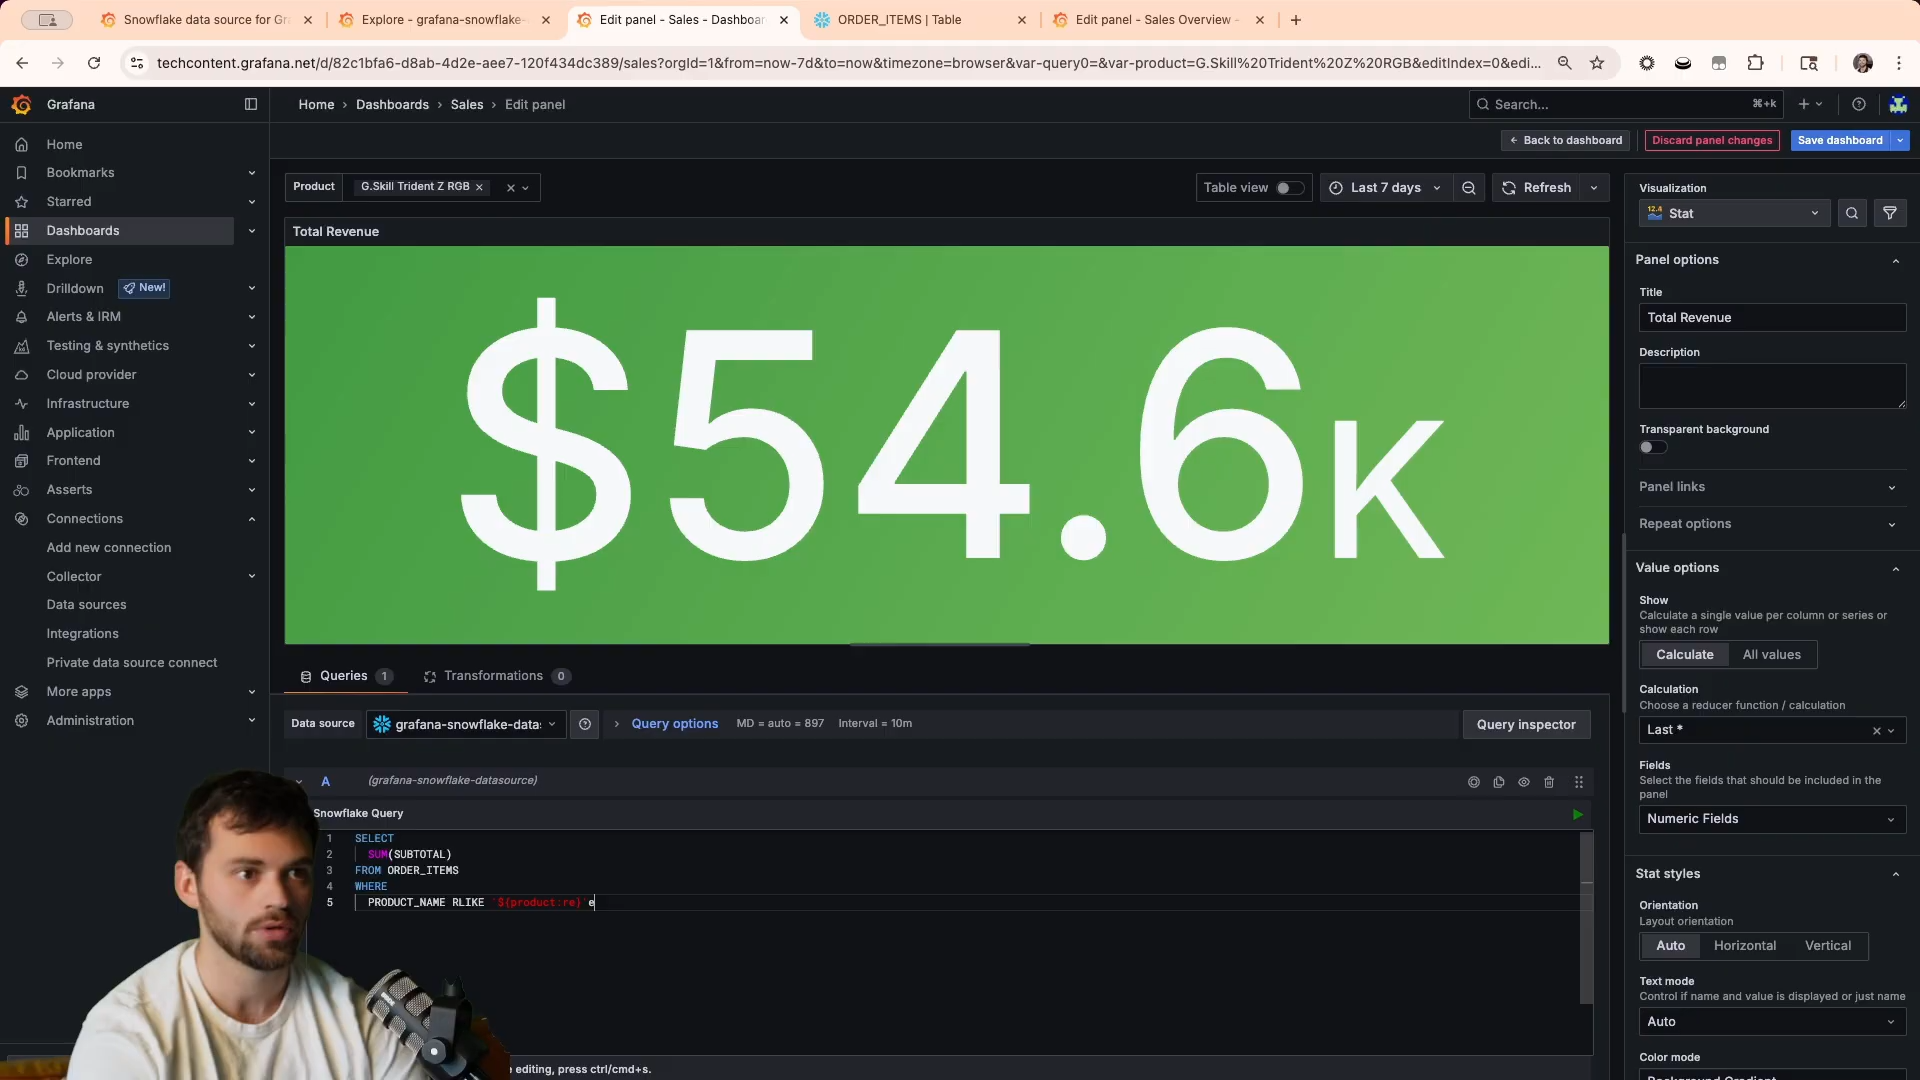 Snowflake data source for Gr
Explore - grafana-snowflake-
Edit panel - Sales - Dashboar
ORDER_ITEMS | Table
Edit panel - Sales Overview -
techcontent.grafana.net/d/82c1bfa6-d8ab-4d2e-aee7-120f434dc389/sales?orgId=1&from=now-7d&to=now&timezone=browser&var-query0=&var-product=G.Skill%20Trident%20Z%20RGB&editIndex=0&edi...
Grafana
Home › Dashboards › Sales › Edit panel
Search...
⌘+k
← Back to dashboard
Discard panel changes
Save dashboard
Home
Bookmarks
Starred
Dashboards
Explore
Drilldown
New!
Alerts & IRM
Testing & synthetics
Cloud provider
Infrastructure
Application
Frontend
Asserts
Connections
Add new connection
Collector
Data sources
Integrations
Private data source connect
More apps
Administration
Product
G.Skill Trident Z RGB
Table view
Last 7 days
Refresh
Total Revenue
$54.6K
Queries 1
Transformations 0
Data source
grafana-snowflake-data:
Query options
MD = auto = 897
Interval = 10m
Query inspector
A
(grafana-snowflake-datasource)
Snowflake Query
1 SELECT
2 SUM(SUBTOTAL)
3 FROM ORDER_ITEMS
4 WHERE
5 PRODUCT_NAME RLIKE '${product:re}'e
editing, press ctrl/cmd+s.
Visualization
12.4
Stat
Panel options
Title
Total Revenue
Description
Transparent background
Panel links
Repeat options
Value options
Show
Calculate a single value per column or series or
show each row
Calculate
All values
Calculation
Choose a reducer function / calculation
Last *
Fields
Select the fields that should be included in the
panel
Numeric Fields
Stat styles
Orientation
Layout orientation
Auto
Horizontal
Vertical
Text mode
Control if name and value is displayed or just name
Auto
Color mode
Background Gradient